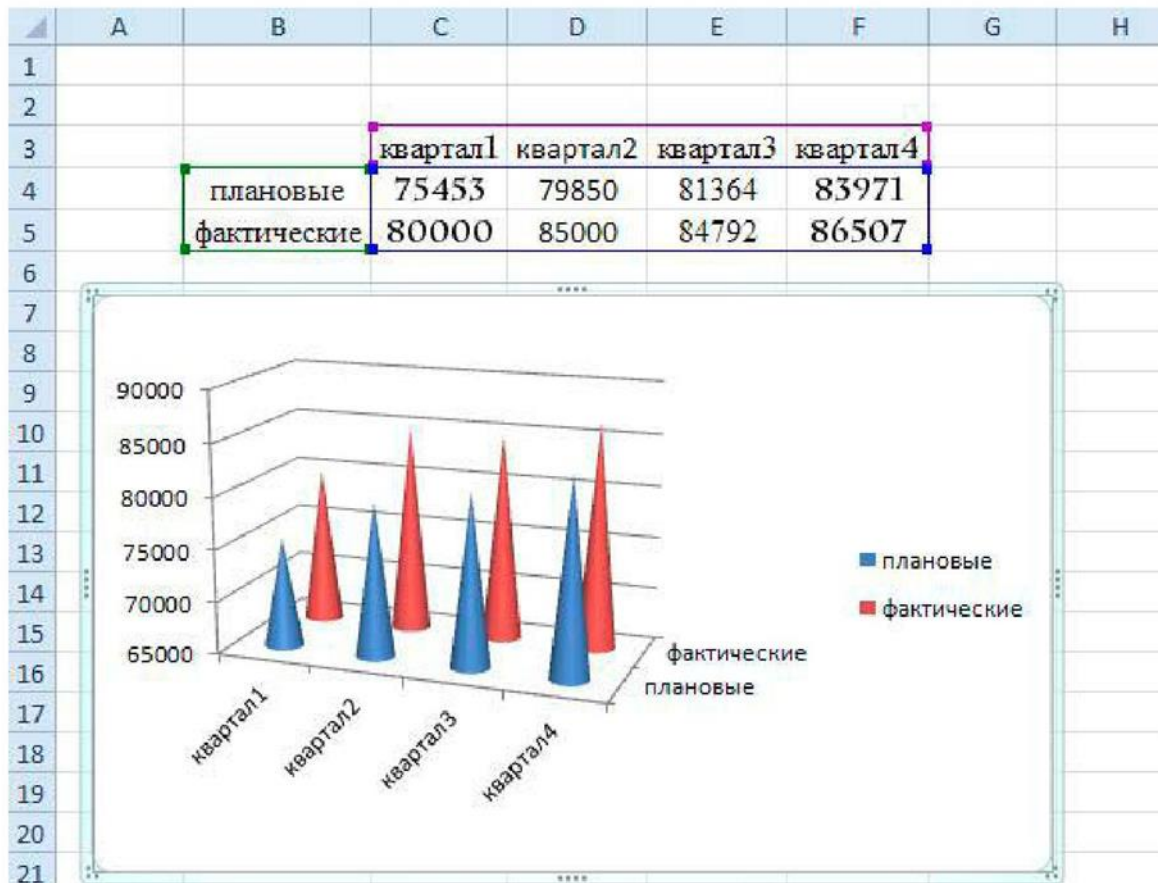 A B C D E F G H
1
2
3 квартал1 квартал2 квартал3 квартал4
4 плановые 75453 79850 81364 83971
5 фактические 80000 85000 84792 86507
6
7
8
9
10
11
12
13
14
15
16
17
18
19
20
21
90000
85000
80000
75000
70000
65000
квартал1
квартал2
квартал3
квартал4
фактические
плановые
плановые
фактические